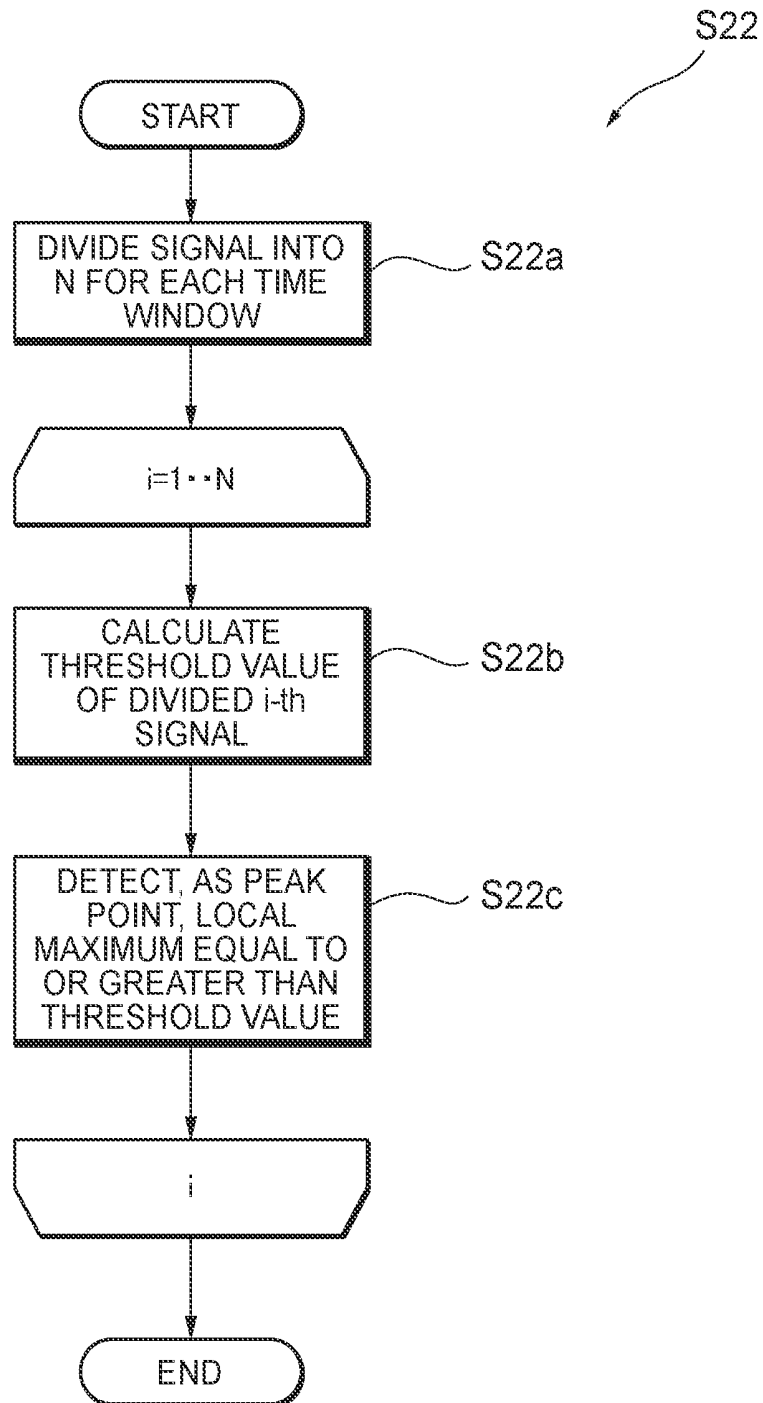 S22
START
DIVIDE SIGNAL INTO
N FOR EACH TIME
WINDOW
S22a
i=1··N
CALCULATE
THRESHOLD VALUE
OF DIVIDED i-th
SIGNAL
S22b
DETECT, AS PEAK
POINT, LOCAL
MAXIMUM EQUAL TO
OR GREATER THAN
THRESHOLD VALUE
S22c
i
END